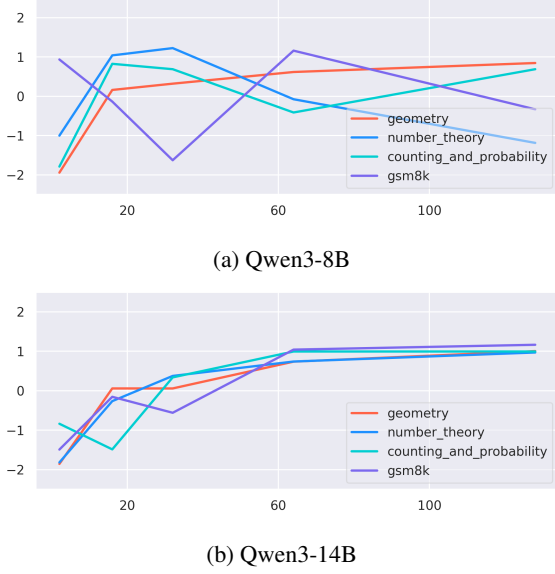 2
1
0
−1
−2
geometry
number_theory
counting_and_probability
gsm8k
20 60 100
(a) Qwen3-8B
2
1
0
−1
−2
geometry
number_theory
counting_and_probability
gsm8k
20 60 100
(b) Qwen3-14B